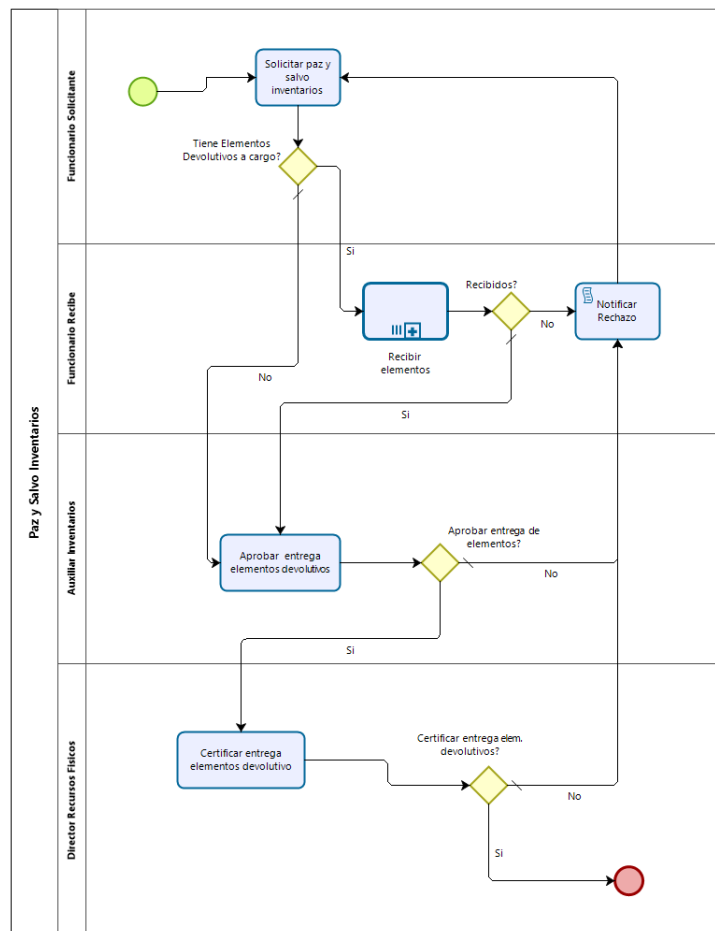 Paz y Salvo Inventarios
Funcionario Solicitante
Solicitar paz y
salvo
inventarios
Tiene Elementos
Devolutivos a cargo?
Si
No
Funcionario Recibe
Recibir
elementos
Recibidos?
No
Si
Notificar
Rechazo
Auxiliar Inventarios
Aprobar entrega
elementos devolutivos
Aprobar entrega de
elementos?
No
Si
Director Recursos Físicos
Certificar entrega
elementos devolutivo
Certificar entrega elem.
devolutivos?
No
Si